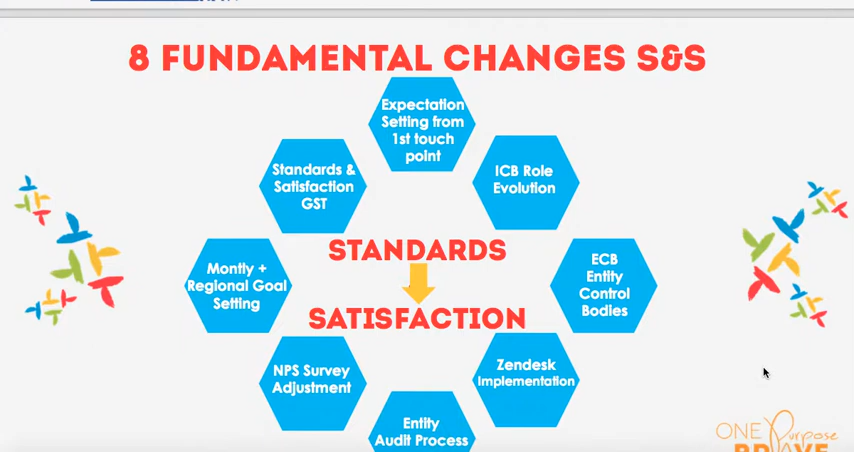 8 FUNDAMENTAL CHANGES S&S
Expectation
Setting from
1st touch
point
ICB Role
Evolution
ECB
Entity
Control
Bodies
Zendesk
Implementation
Entity
Audit Process
NPS Survey
Adjustment
Montly +
Regional Goal
Setting
Standards &
Satisfaction
GST
STANDARDS
SATISFACTION
ONE Purpose